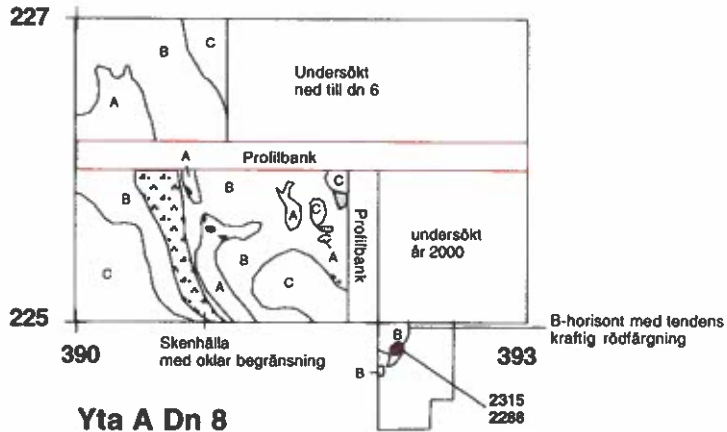 227
B
C
Undersökt
ned till dn 6
A
Profilbank
A
B
C
B
A
C
Profilbank
undersökt
år 2000
B
A
C
A
C
225
390
Skenhälla
med oklar begränsning
393
B
B
B-horisont med tendens
kraftig rödfärgning
2315
2288
Yta A Dn 8